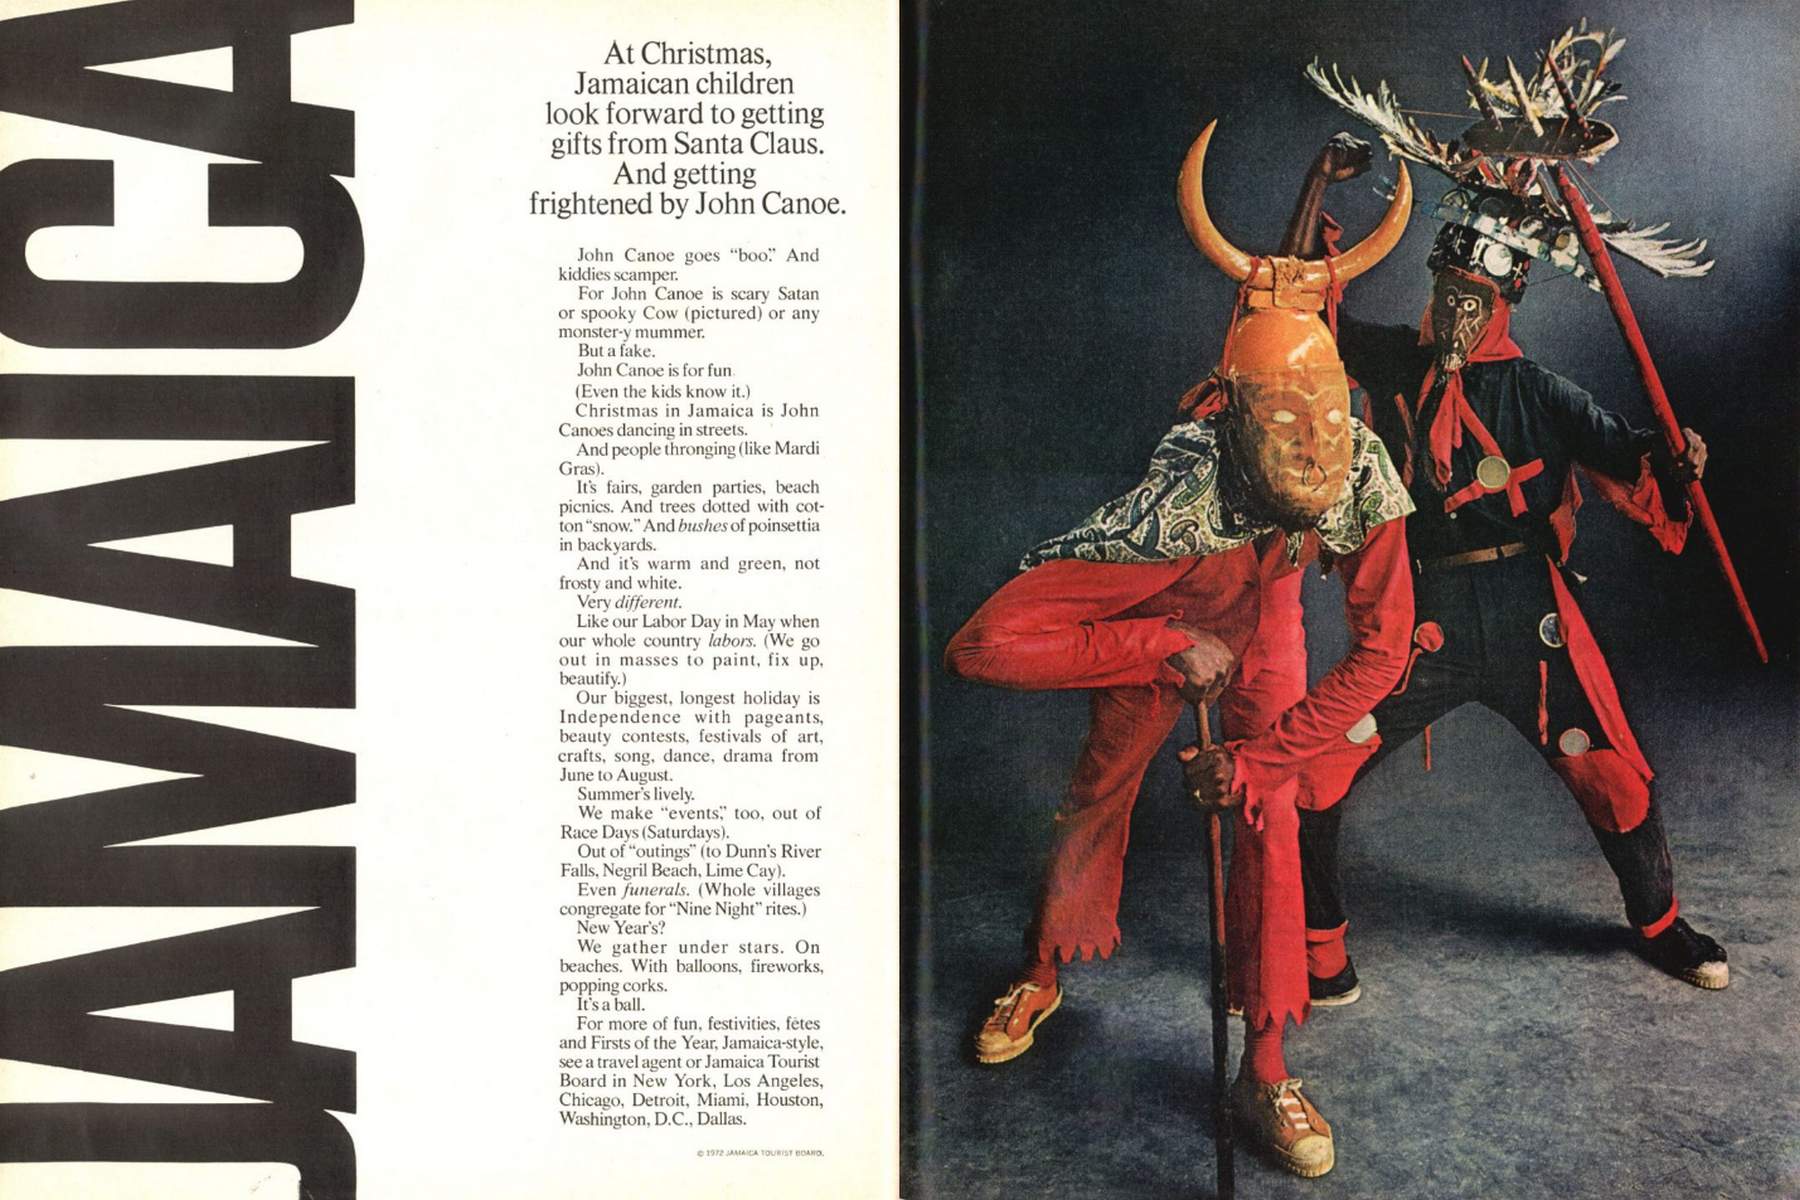 JAMAICA
At Christmas,
Jamaican children
look forward to getting
gifts from Santa Claus.
And getting
frightened by John Canoe.
John Canoe goes “boo.” And
kiddies scamper.
For John Canoe is scary Satan
or spooky Cow (pictured) or any
monster-y mummer.
But a fake.
John Canoe is for fun.
(Even the kids know it.)
Christmas in Jamaica is John
Canoes dancing in streets.
And people thronging (like Mardi
Gras).
It's fairs, garden parties, beach
picnics. And trees dotted with cot-
ton “snow.” And bushes of poinsettia
in backyards.
And it's warm and green, not
frosty and white.
Very different.
Like our Labor Day in May when
our whole country labors. (We go
out in masses to paint, fix up,
beautify.)
Our biggest, longest holiday is
Independence with pageants,
beauty contests, festivals of art,
crafts, song, dance, drama from
June to August.
Summer's lively.
We make “events,” too, out of
Race Days (Saturdays).
Out of “outings” (to Dunn's River
Falls, Negril Beach, Lime Cay).
Even funerals. (Whole villages
congregate for “Nine Night” rites.)
New Year's?
We gather under stars. On
beaches. With balloons, fireworks,
popping corks.
It's a ball.
For more of fun, festivities, fêtes
and Firsts of the Year, Jamaica-style,
see a travel agent or Jamaica Tourist
Board in New York, Los Angeles,
Chicago, Detroit, Miami, Houston,
Washington, D.C., Dallas.
© 1972 JAMAICA TOURIST BOARD.